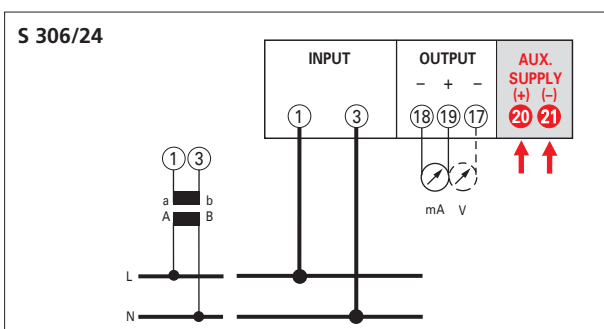 S 306/24
INPUT
OUTPUT
AUX.
SUPPLY
– + –
(+) (–)
1 3
18 19 17
20 21
1 3
a b
A B
mA V
L
N